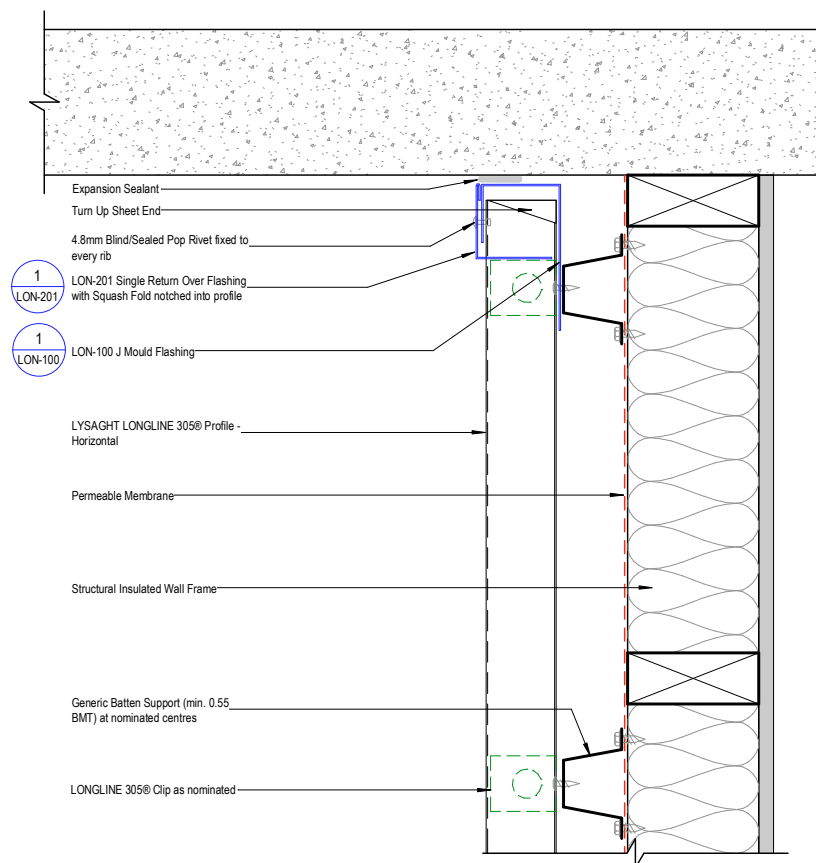 Expansion Sealant
Turn Up Sheet End
4.8mm Blind/Sealed Pop Rivet fixed to
every rib
1
LON-201
LON-201 Single Return Over Flashing
with Squash Fold notched into profile
1
LON-100
LON-100 J Mould Flashing
LYSAGHT LONGLINE 305® Profile -
Horizontal
Permeable Membrane
Structural Insulated Wall Frame
Generic Batten Support (min. 0.55
BMT) at nominated centres
LONGLINE 305® Clip as nominated